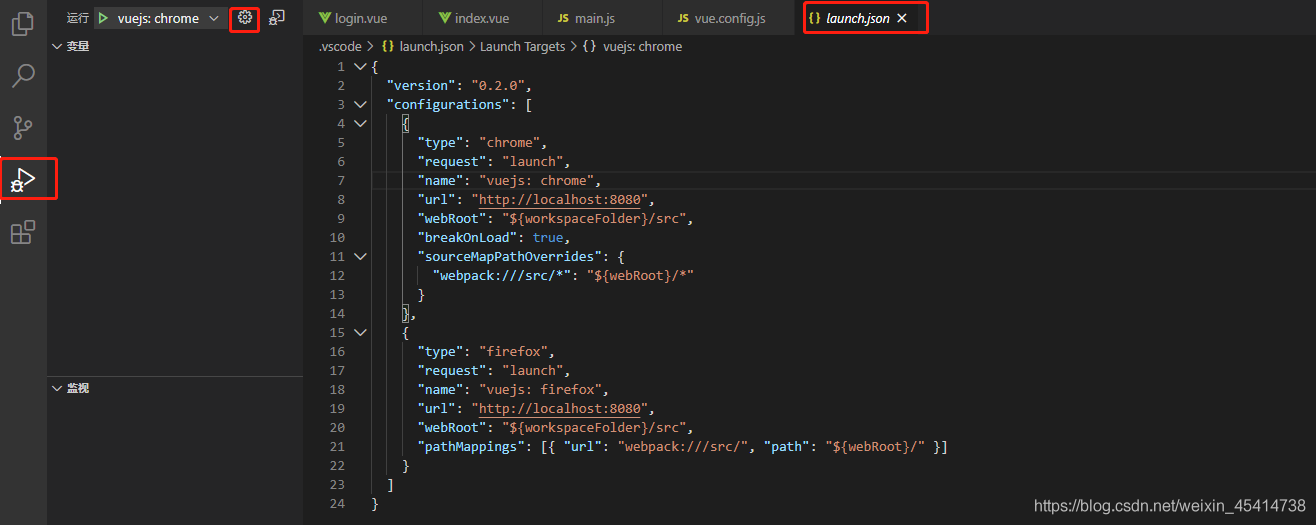 运行 vuejs: chrome
变量
监视
login.vue index.vue JS main.js JS vue.config.js {} launch.json
.vscode > {} launch.json > Launch Targets > {} vuejs: chrome
1 {
2 "version": "0.2.0",
3 "configurations": [
4 {
5 "type": "chrome",
6 "request": "launch",
7 "name": "vuejs: chrome",
8 "url": "http://localhost:8080",
9 "webRoot": "${workspaceFolder}/src",
10 "breakOnLoad": true,
11 "sourceMapPathOverrides": {
12 "webpack:///src/*": "${webRoot}/*"
13 }
14 },
15 {
16 "type": "firefox",
17 "request": "launch",
18 "name": "vuejs: firefox",
19 "url": "http://localhost:8080",
20 "webRoot": "${workspaceFolder}/src",
21 "pathMappings": [{ "url": "webpack:///src/", "path": "${webRoot}/" }]
22 }
23 ]
24 }
https://blog.csdn.net/weixin_45414738